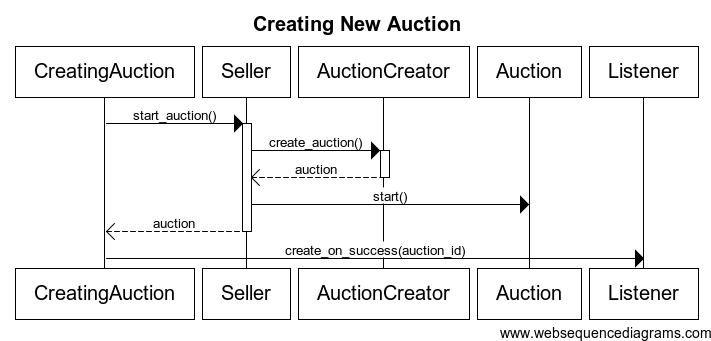 Creating New Auction
CreatingAuction Seller AuctionCreator Auction Listener
start_auction()
create_auction()
auction
start()
auction
create_on_success(auction_id)
CreatingAuction Seller AuctionCreator Auction Listener
www.websequencediagrams.com